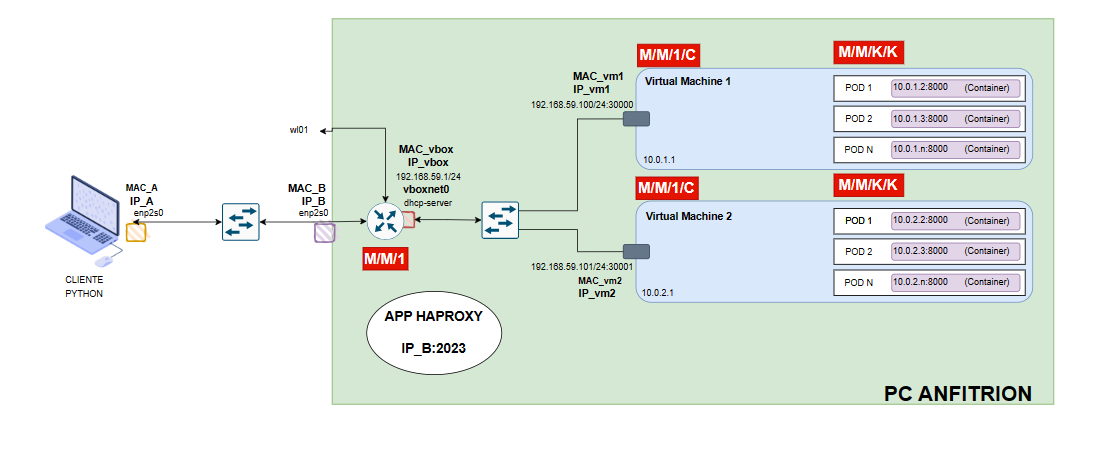 MAC_A
IP_A
enp2s0
CLIENTE
PYTHON
MAC_B
IP_B
enp2s0
wl01
MAC_vbox
IP_vbox
192.168.59.1/24
vboxnet0
dhcp-server
M/M/1
APP HAPROXY
IP_B:2023
MAC_vm1
IP_vm1
192.168.59.100/24:30000
M/M/1/C
Virtual Machine 1
10.0.1.1
M/M/K/K
POD 1
10.0.1.2:8000 (Container)
POD 2
10.0.1.3:8000 (Container)
POD N
10.0.1.n:8000 (Container)
192.168.59.101/24:30001
MAC_vm2
IP_vm2
M/M/1/C
Virtual Machine 2
10.0.2.1
M/M/K/K
POD 1
10.0.2.2:8000 (Container)
POD 2
10.0.2.3:8000 (Container)
POD N
10.0.2.n:8000 (Container)
PC ANFITRION